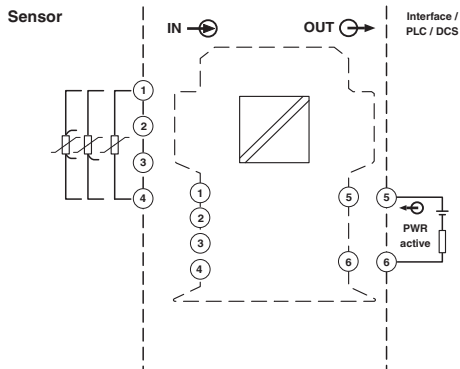 Sensor
IN
OUT
Interface /
PLC / DCS
1
2
3
4
1
2
3
4
5
6
5
6
PWR
active